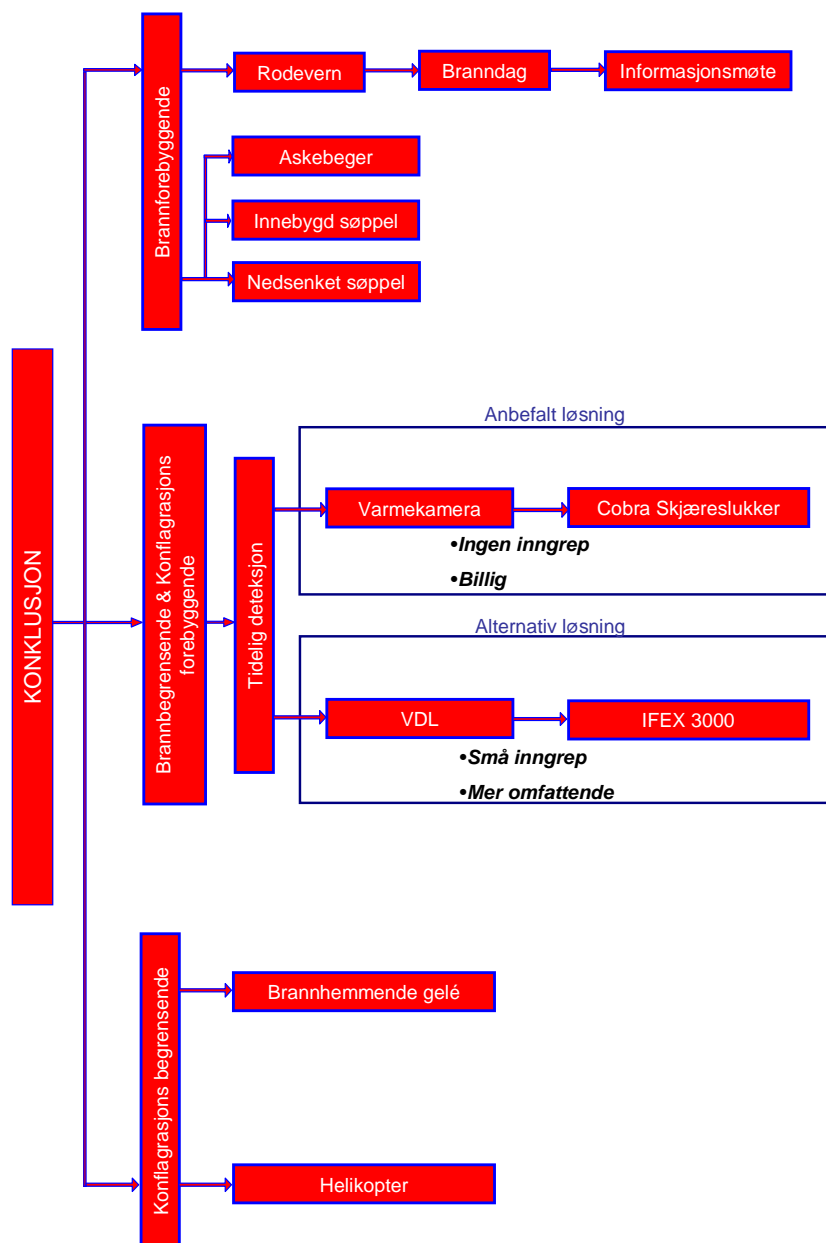 KONKLUSJON
Brannforebyggende
Rodevern
Branndag
Informasjonsmøte
Askebeger
Innebygd søppel
Nedsenket søppel
Brannbegrensende & Konflagrasjons
forebyggende
Tidelig deteksjon
Anbefalt løsning
Varmekamera
Cobra Skjæreslukker
•Ingen inngrep
•Billig
Alternativ løsning
VDL
IFEX 3000
•Små inngrep
•Mer omfattende
Konflagrasjons begrensende
Brannhemmende gelé
Helikopter